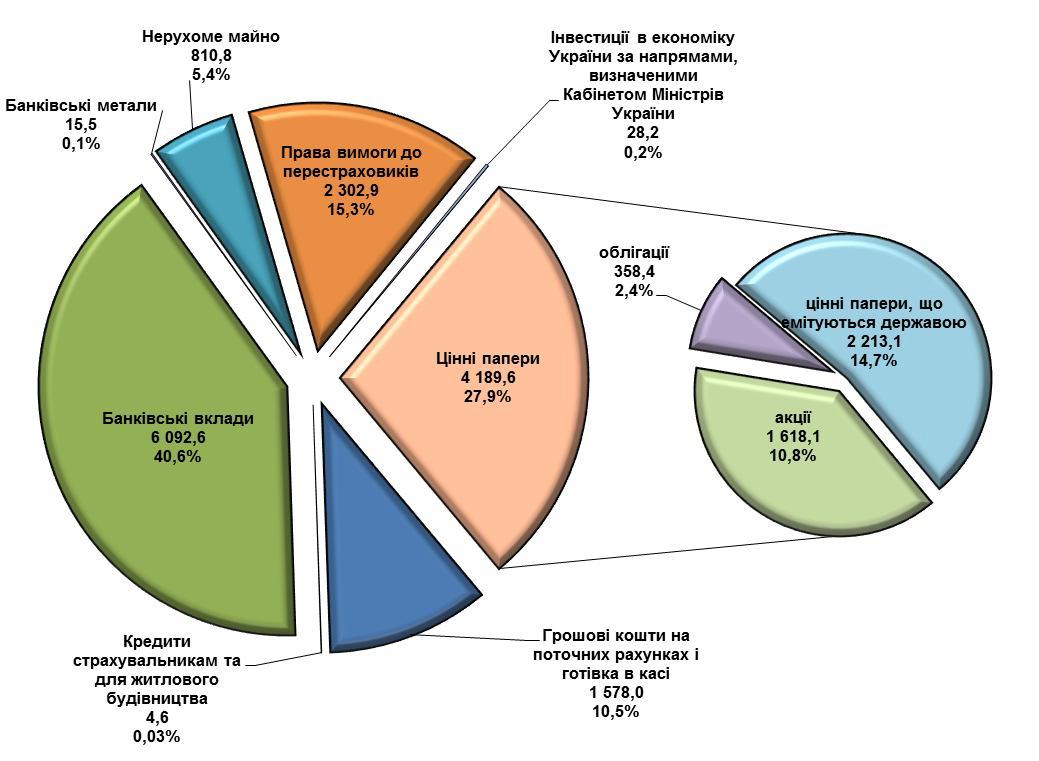 Нерухоме майно
810,8
5,4%
Банківські метали
15,5
0,1%
Права вимоги до
перестраховиків
2 302,9
15,3%
Інвестиції в економіку
України за напрямами,
визначеними
Кабінетом Міністрів
України
28,2
0,2%
Цінні папери
4 189,6
27,9%
облігації
358,4
2,4%
цінні папери, що
емітуються державою
2 213,1
14,7%
акції
1 618,1
10,8%
Банківські вклади
6 092,6
40,6%
Кредити
страхувальникам та
для житлового
будівництва
4,6
0,03%
Грошові кошти на
поточних рахунках і
готівка в касі
1 578,0
10,5%